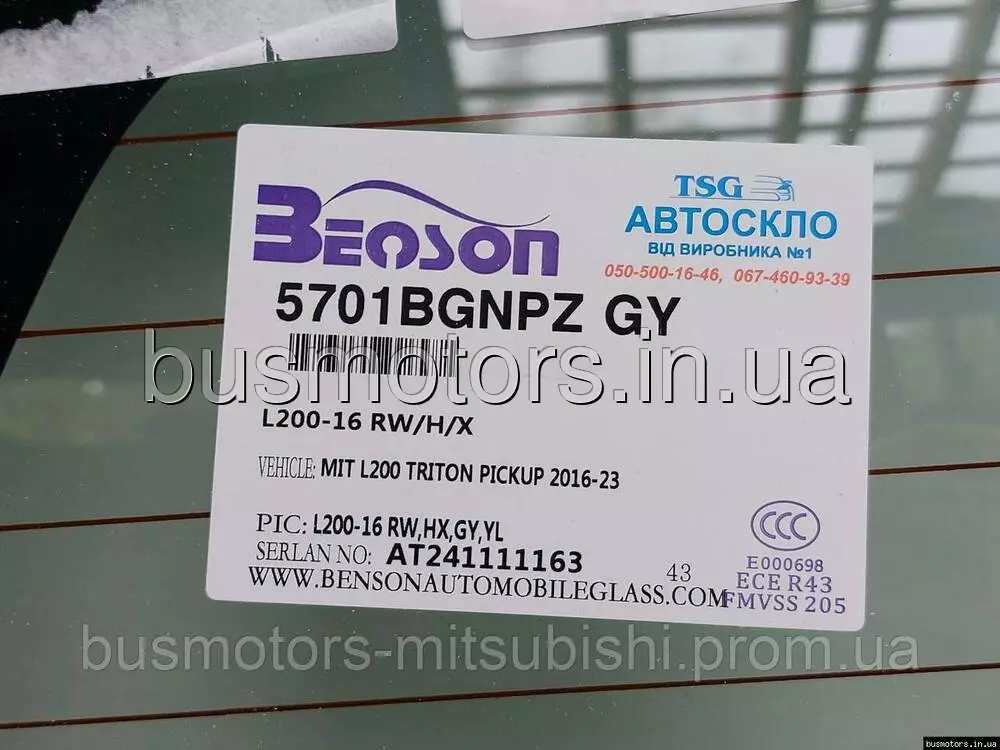 BENSON
TSG
АВТОСКЛО
ВІД ВИРОБНИКА №1
050-500-16-46, 067-460-93-39
5701BGNPZ GY
busmotors.in.ua
L200-16 RW/H/X
VEHICLE: MIT L200 TRITON PICKUP 2016-23
PIC: L200-16 RW,HX,GY,YL
SERLAN NO: AT241111163
CCC
E000698
43
ECE R43
WWW.BENSONAUTOMOBILEGLASS.COM
FMVSS 205
busmotors-mitsubishi.prom.ua
busmotors.in.ua